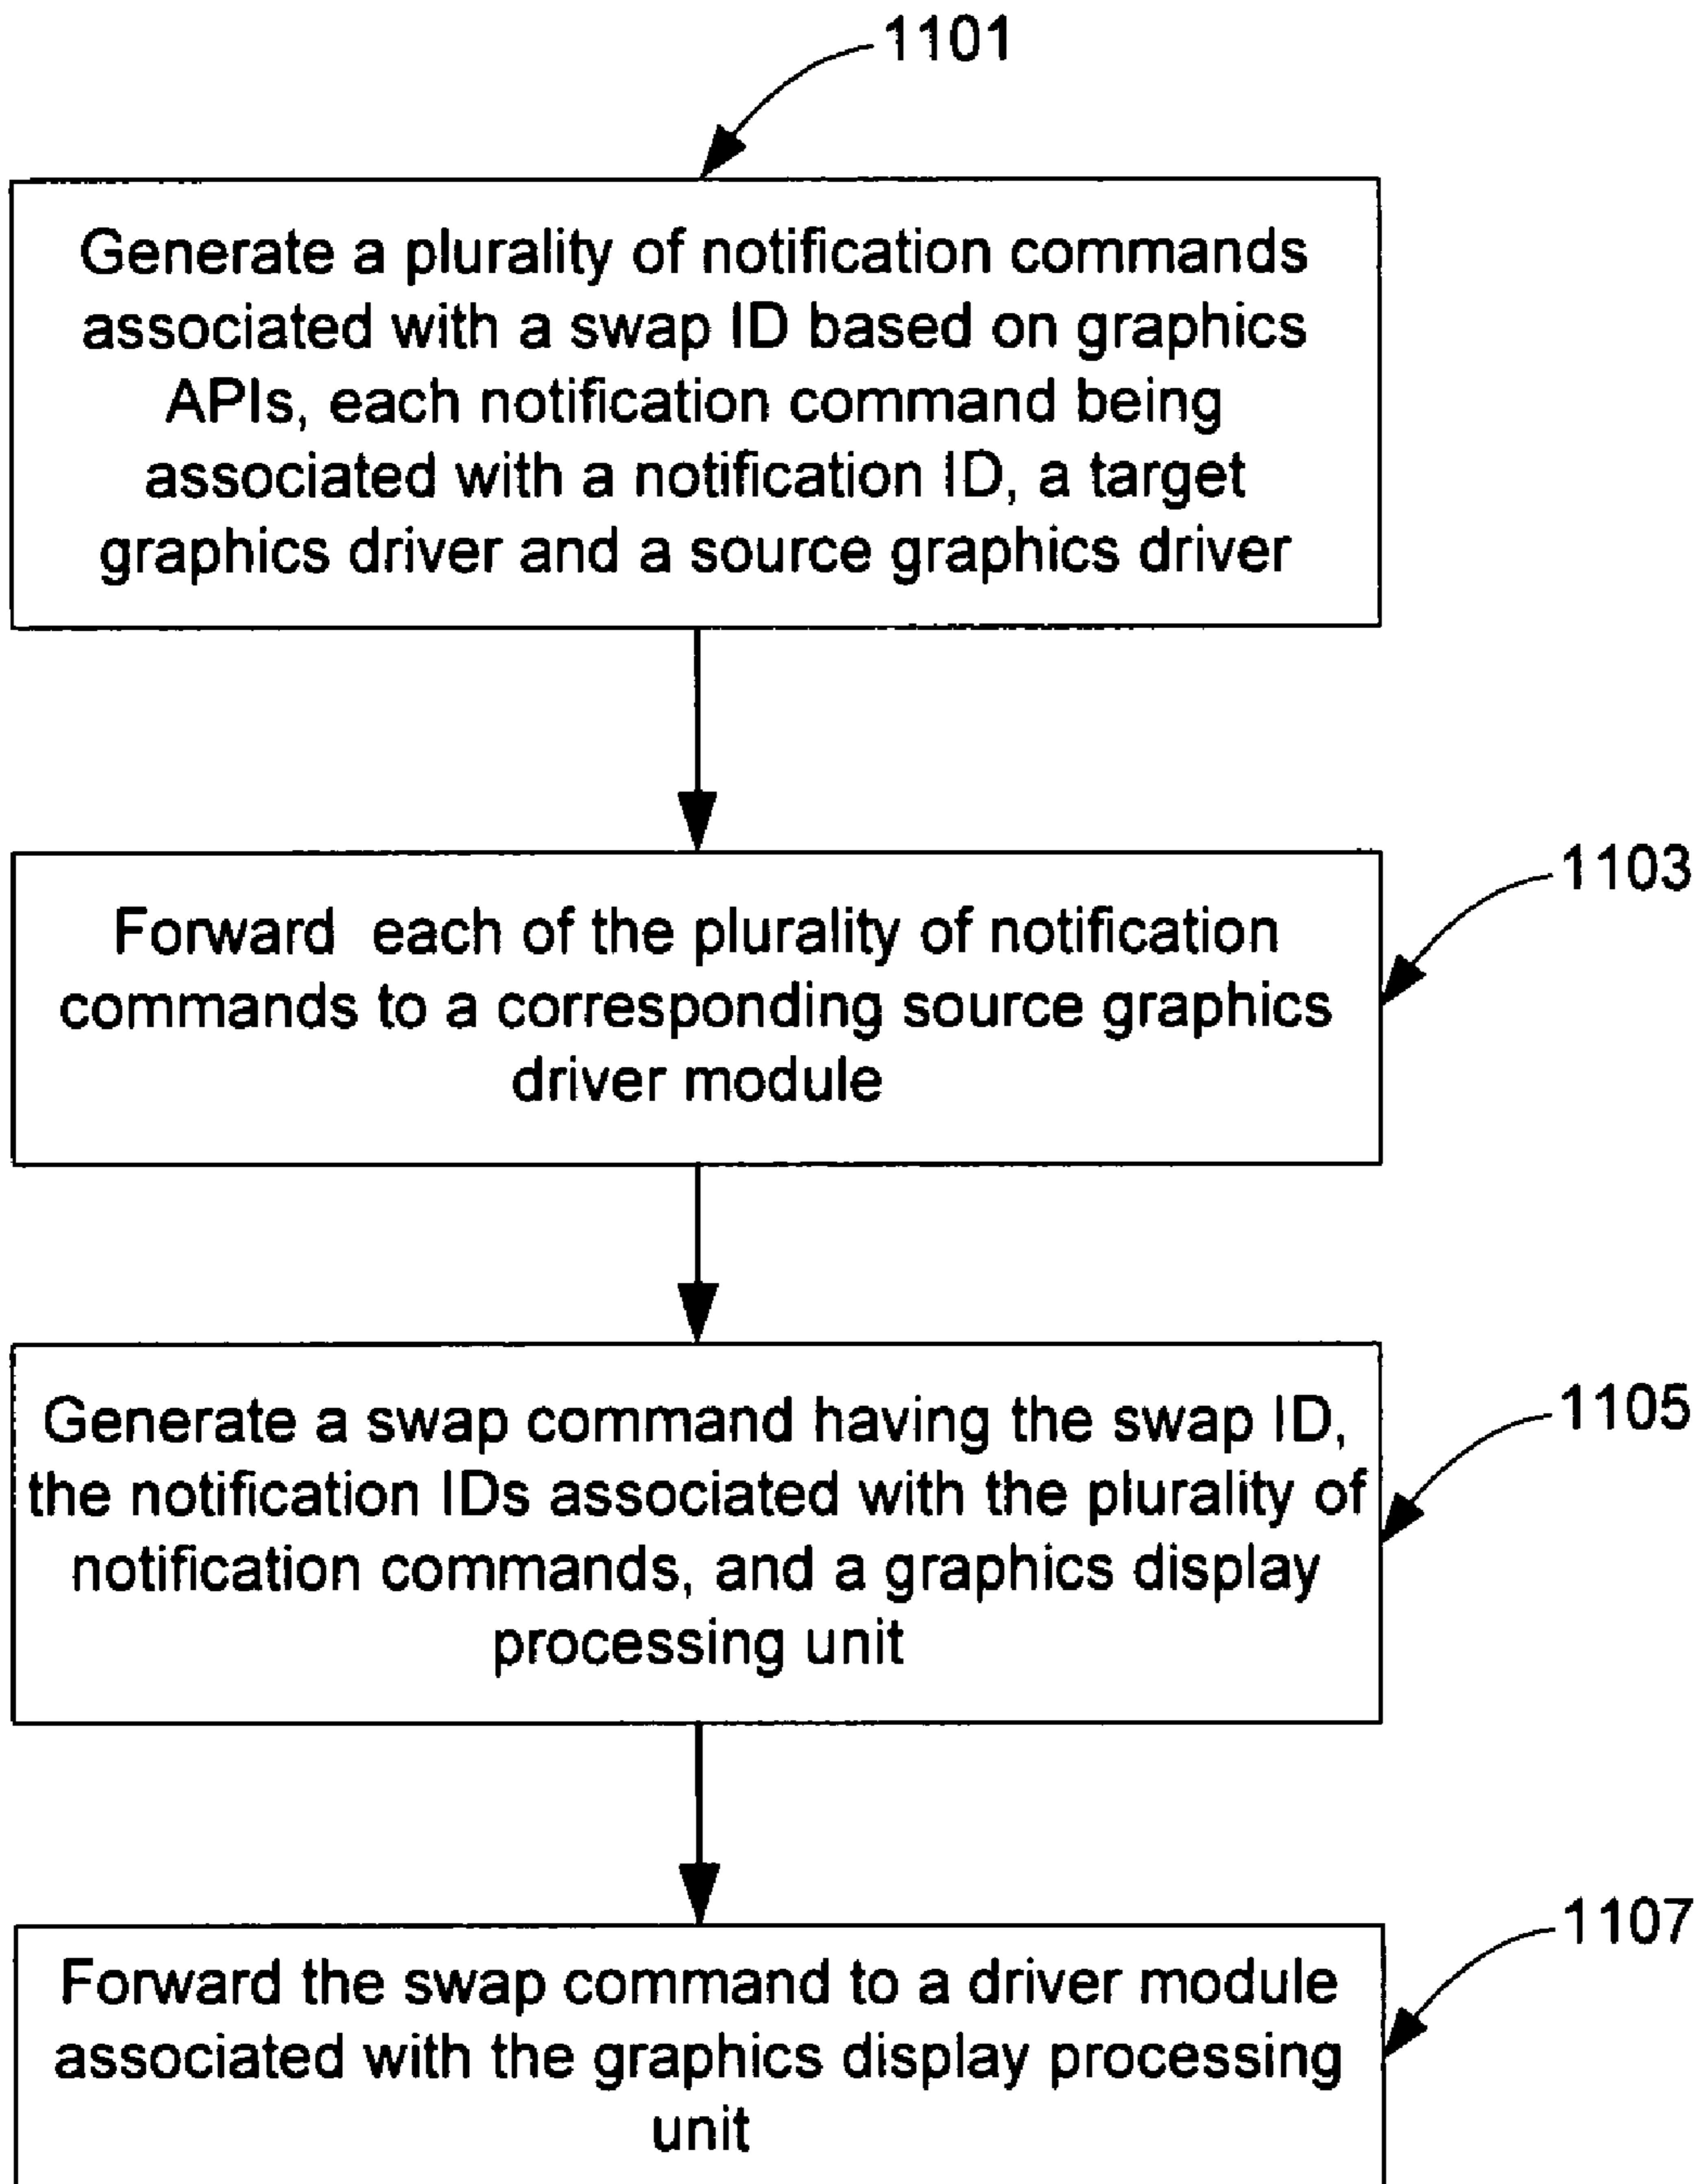 1101
Generate a plurality of notification commands
associated with a swap ID based on graphics
APIs, each notification command being
associated with a notification ID, a target
graphics driver and a source graphics driver
1103
Forward each of the plurality of notification
commands to a corresponding source graphics
driver module
1105
Generate a swap command having the swap ID,
the notification IDs associated with the plurality of
notification commands, and a graphics display
processing unit
1107
Forward the swap command to a driver module
associated with the graphics display processing
unit